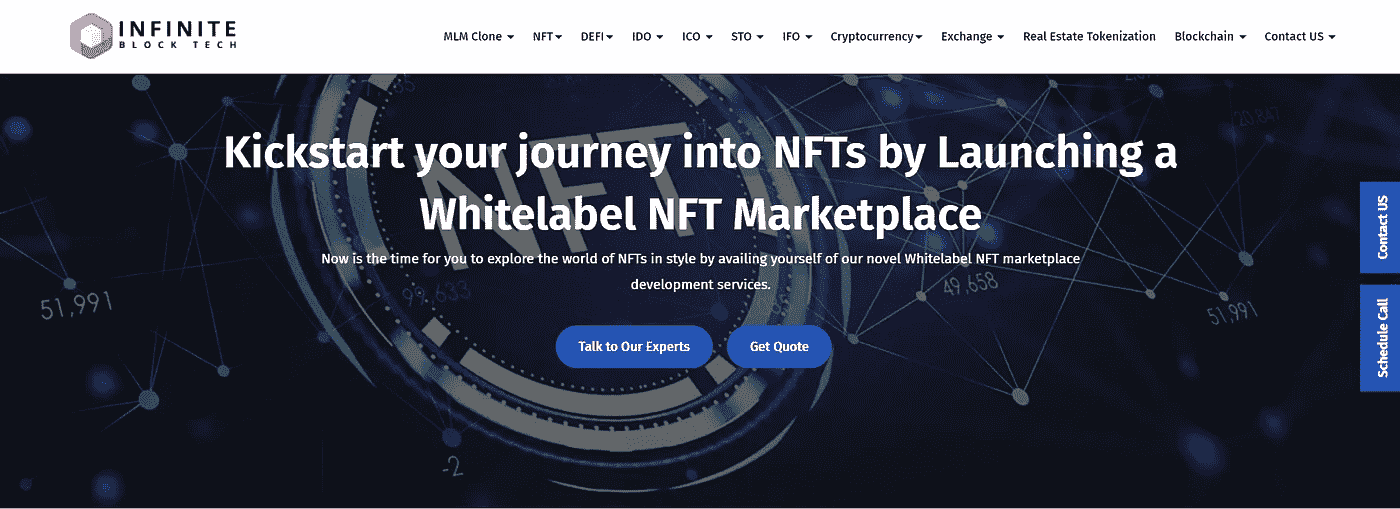 INFINITE
BLOCK TECH
MLM Clone NFT DEFI IDO ICO STO IFO Cryptocurrency Exchange Real Estate Tokenization Blockchain Contact US
Kickstart your journey into NFTs by Launching a
Whitelabel NFT Marketplace
Now is the time for you to explore the world of NFTs in style by availing yourself of our novel Whitelabel NFT marketplace
development services.
Talk to Our Experts Get Quote
Contact US
Schedule Call
NFT
20,847
51,991
99,633
49,658
51,991
-2